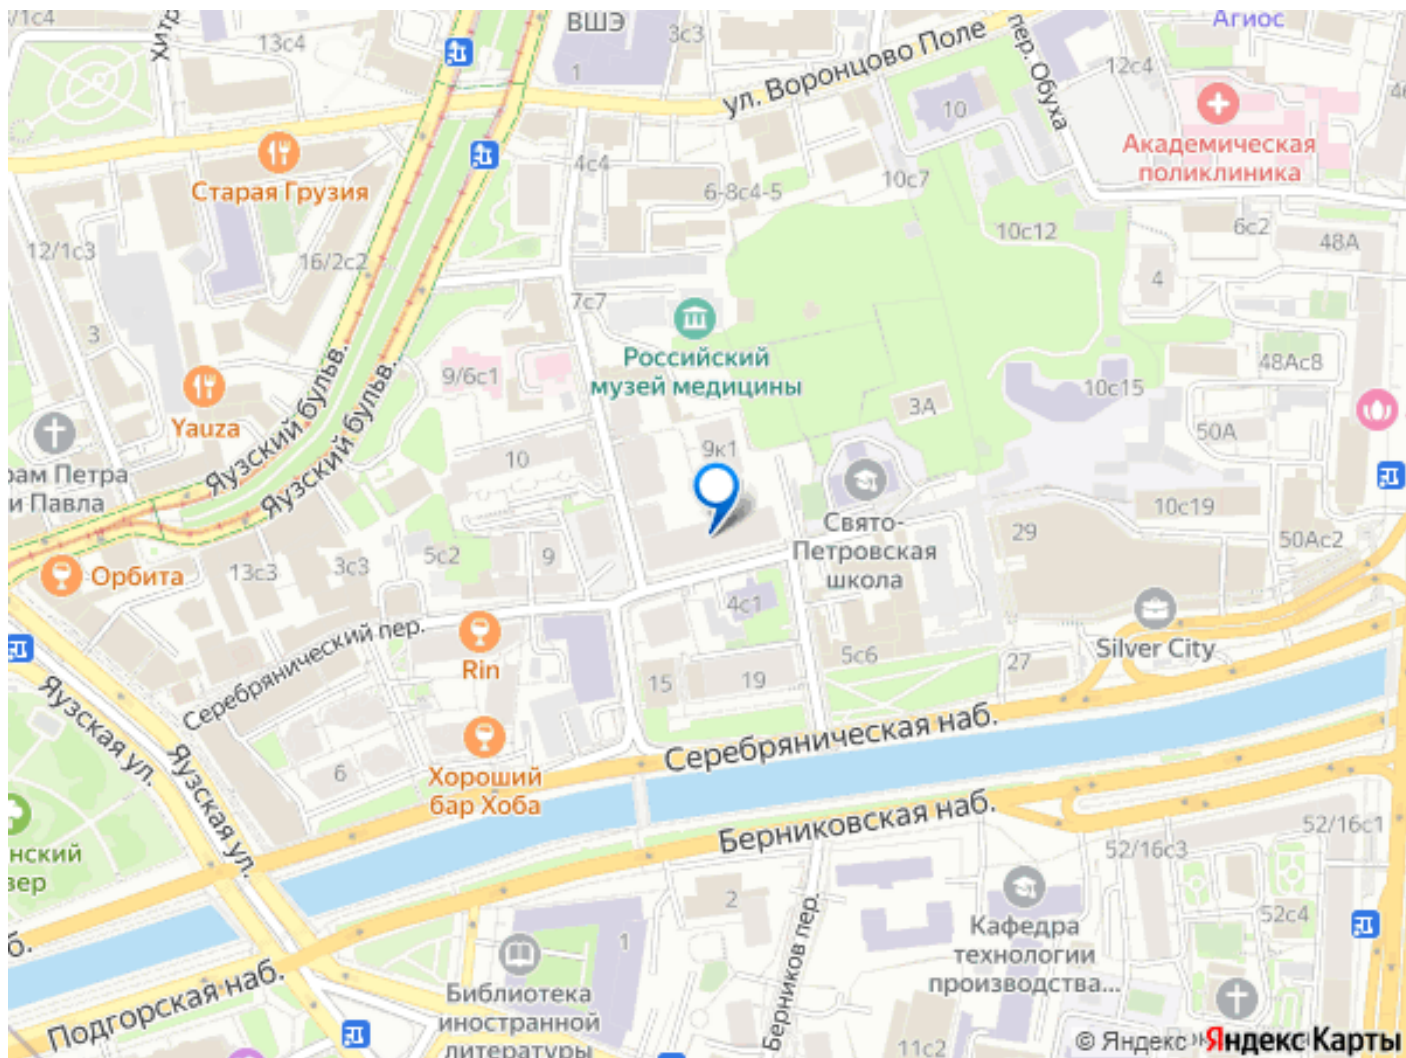 /1с4
Хитр
13с4
ВШЭ
1
3с3
ул. Воронцово Поле
пер. Обуха
Агиос
12с4
10
Академическая
поликлиника
Старая Грузия
4с4
6-8с4-5
10с7
10с12
6с2
48А
12/1с3
16/2с2
7с7
4
3
Российский
музей медицины
9/6с1
48Ас8
10с15
3А
Yauza
Яузский бульв.
Яузский бульв.
50А
9к1
10
рам Петра
и Павла
Свято-
Петровская
школа
10с19
29
50Ас2
Орбита
13с3
3с3
5с2
9
4с1
Серебрянический пер.
Rin
Silver City
5с6
27
15
19
Яузская ул.
Яузская ул.
Серебряническая наб.
6
Хороший
бар Хоба
Берниковская наб.
нский
вер
52/16с1
52/16с3
2
Кафедра
технологии
производства...
52с4
1
Берников пер.
б.
Подгорская наб.
Библиотека
иностранной
литературы
11с2
© Яндекс
Яндекс Карты